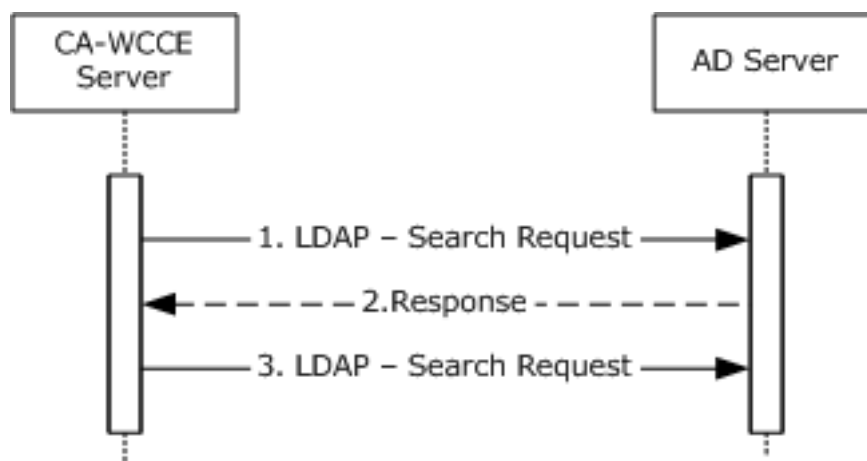 CA-WCCE
Server
AD Server
1. LDAP – Search Request
2.Response
3. LDAP – Search Request